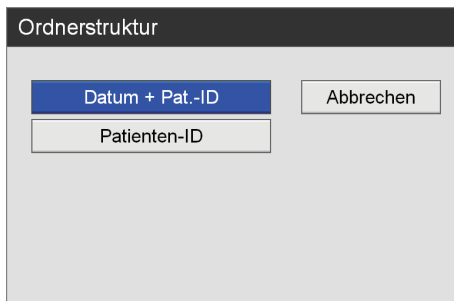 Ordnerstruktur
Datum + Pat.-ID
Abbrechen
Patienten-ID